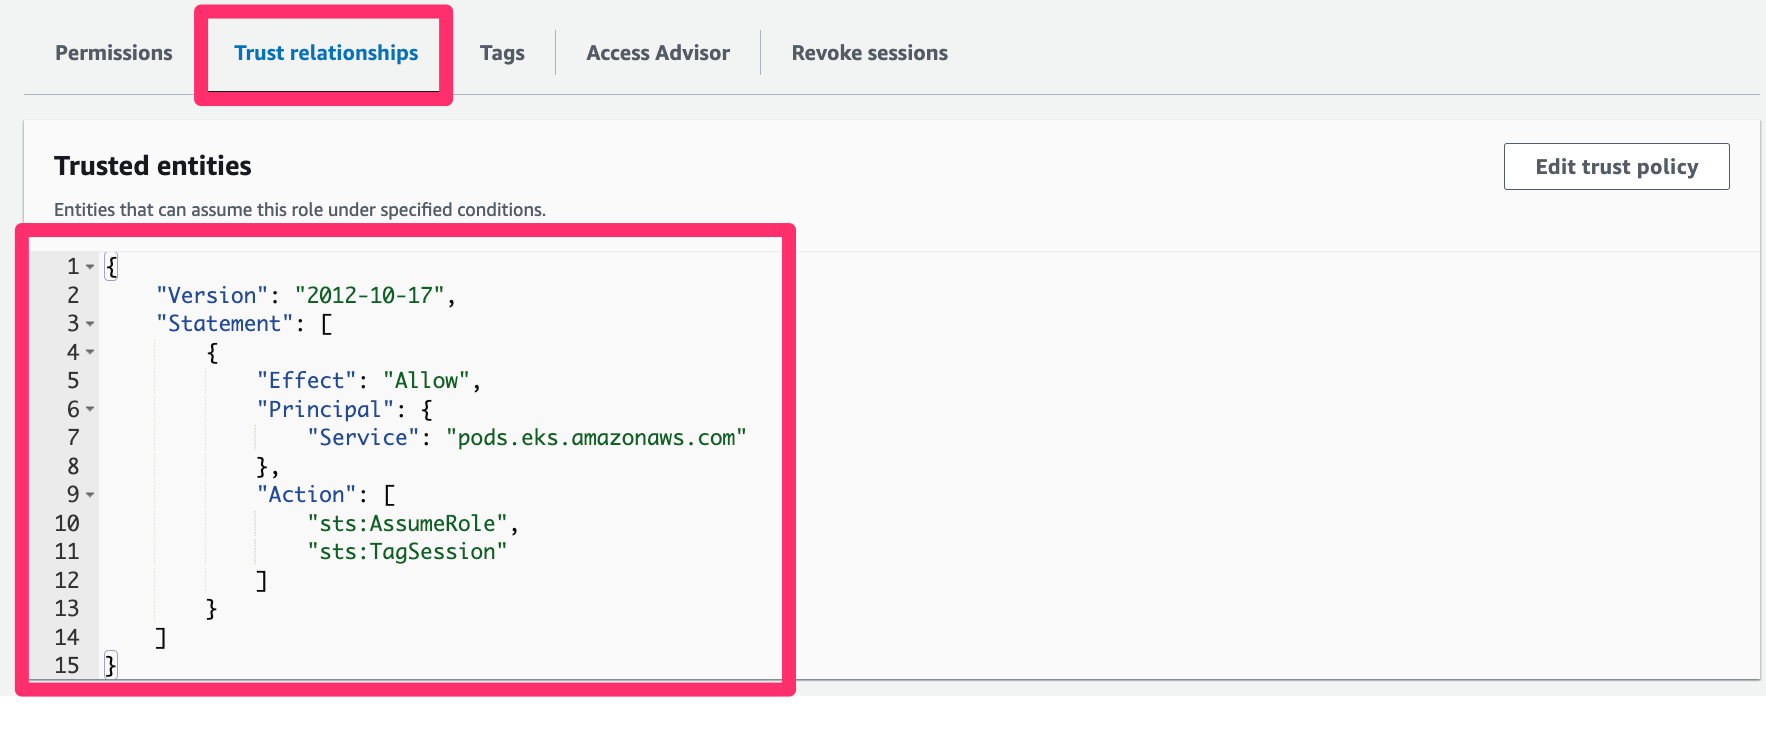 Permissions Trust relationships Tags Access Advisor Revoke sessions
Trusted entities
Edit trust policy
Entities that can assume this role under specified conditions.
1 {
2 "Version": "2012-10-17",
3 "Statement": [
4 {
5 "Effect": "Allow",
6 "Principal": {
7 "Service": "pods.eks.amazonaws.com"
8 },
9 "Action": [
10 "sts:AssumeRole",
11 "sts:TagSession"
12 ]
13 }
14 ]
15 }